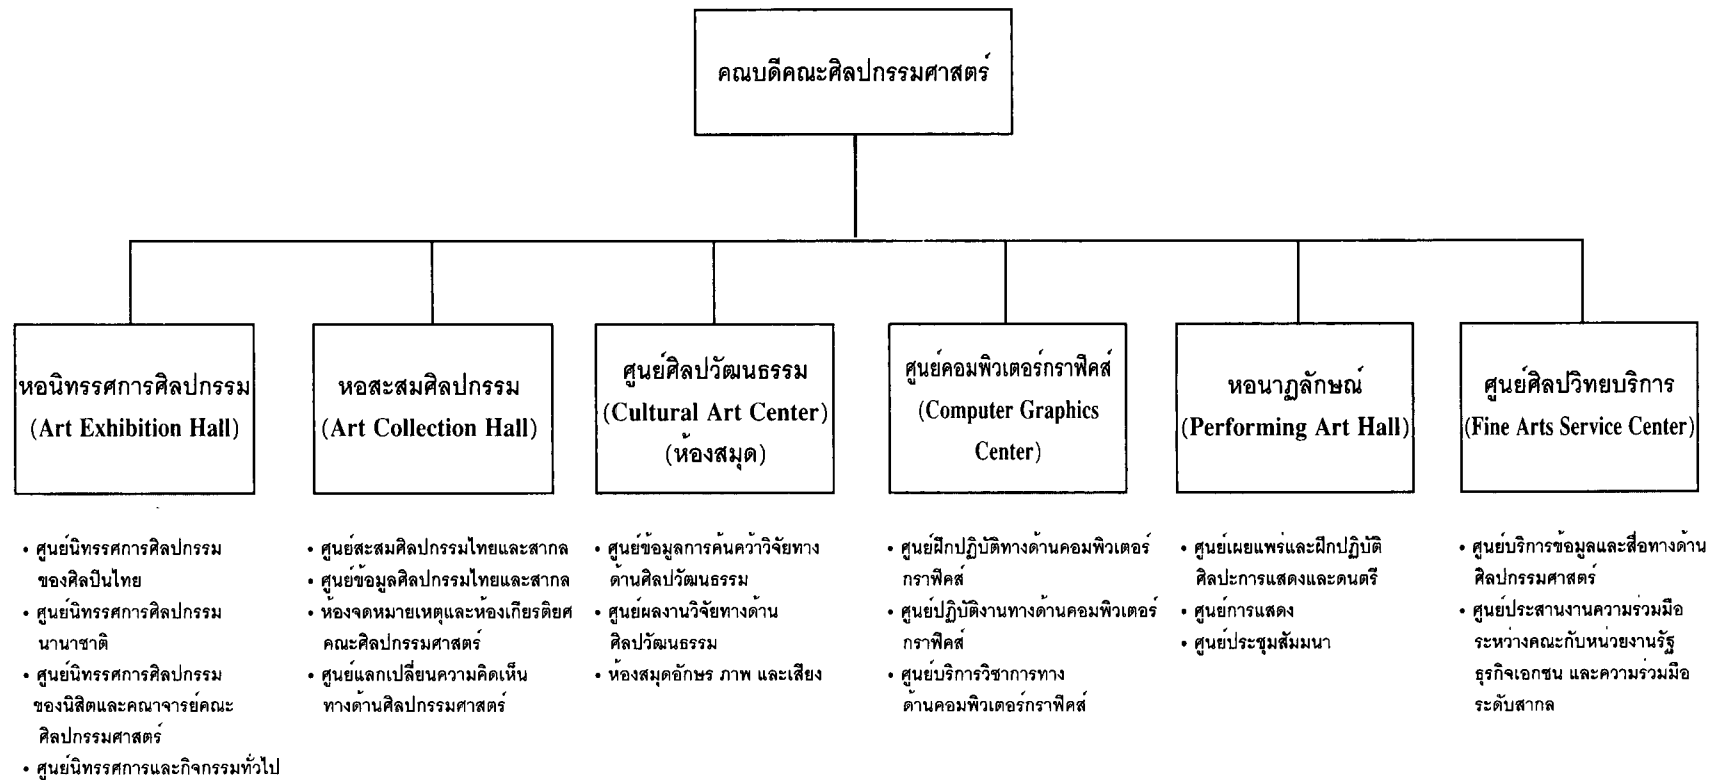 คณบดีคณะศิลปกรรมศาสตร์
หอนิทรรศการศิลปกรรม
(Art Exhibition Hall)
หอสะสมศิลปกรรม
(Art Collection Hall)
ศูนย์ศิลปวัฒนธรรม
(Cultural Art Center)
(ห้องสมุด)
ศูนย์คอมพิวเตอร์กราฟิคส์
(Computer Graphics
Center)
หอนาฏลักษณ์
(Performing Art Hall)
ศูนย์ศิลปวิทยบริการ
(Fine Arts Service Center)
• ศูนย์นิทรรศการศิลปกรรม
ของศิลปินไทย
• ศูนย์นิทรรศการศิลปกรรม
นานาชาติ
• ศูนย์นิทรรศการศิลปกรรม
ของนิสิตและคณาจารย์คณะ
ศิลปกรรมศาสตร์
• ศูนย์นิทรรศการและกิจกรรมทั่วไป
• ศูนย์สะสมศิลปกรรมไทยและสากล
• ศูนย์ข้อมูลศิลปกรรมไทยและสากล
• ห้องจดหมายเหตุและห้องเกียรติยศ
คณะศิลปกรรมศาสตร์
• ศูนย์แลกเปลี่ยนความคิดเห็น
ทางด้านศิลปกรรมศาสตร์
• ศูนย์ข้อมูลการค้นคว้าวิจัยทาง
ด้านศิลปวัฒนธรรม
• ศูนย์ผลงานวิจัยทางด้าน
ศิลปวัฒนธรรม
• ห้องสมุดอักษร ภาพ และเสียง
• ศูนย์ฝึกปฏิบัติทางด้านคอมพิวเตอร์
กราฟิคส์
• ศูนย์ปฏิบัติงานทางด้านคอมพิวเตอร์
กราฟิคส์
• ศูนย์บริการวิชาการทาง
ด้านคอมพิวเตอร์กราฟิคส์
• ศูนย์เผยแพร่และฝึกปฏิบัติ
ศิลปะการแสดงและดนตรี
• ศูนย์การแสดง
• ศูนย์ประชุมสัมมนา
• ศูนย์บริการข้อมูลและสื่อทางด้าน
ศิลปกรรมศาสตร์
• ศูนย์ประสานงานความร่วมมือ
ระหว่างคณะกับหน่วยงานรัฐ
ธุรกิจเอกชน และความร่วมมือ
ระดับสากล